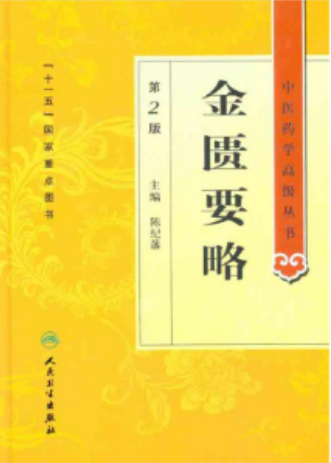 中医药学高级丛书
金匮要略
第2版
主编 陈纪藩
「十一五」国家重点图书
人民卫生出版社